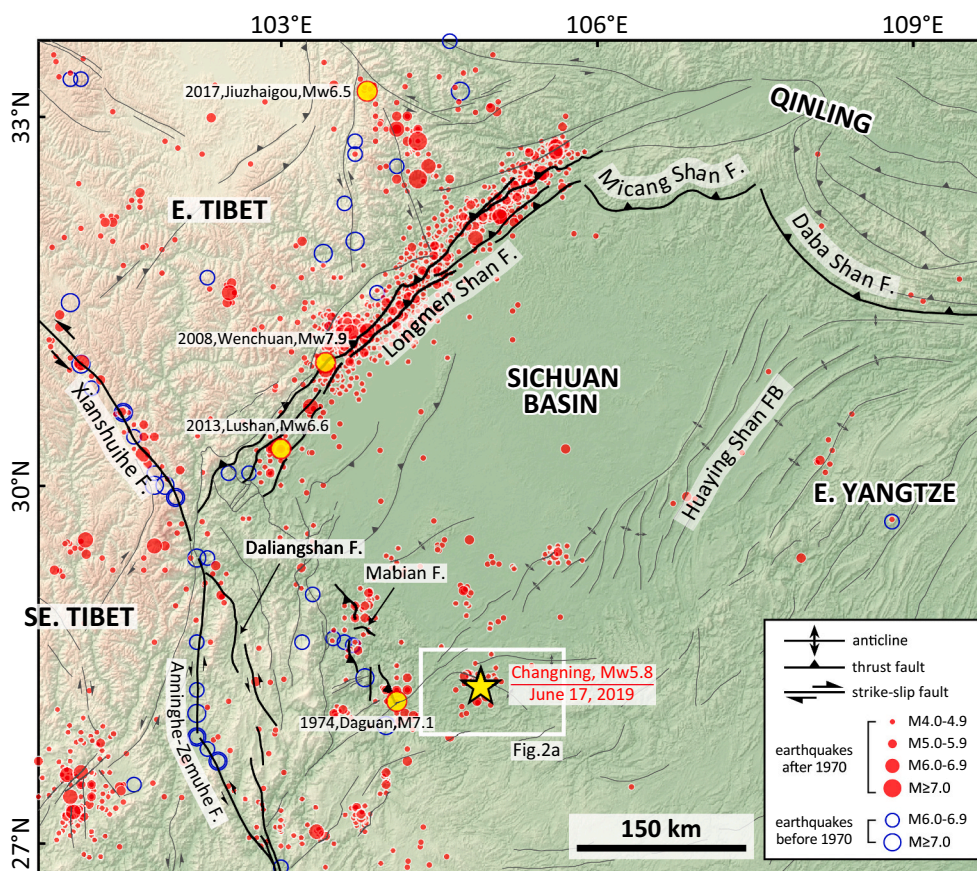 103°E
106°E
109°E
33°N
30°N
27°N
2017,Jiuzhaigou,Mw6.5
QINLING
E. TIBET
Micang Shan F.
Daba Shan F.
Longmen Shan F.
2008,Wenchuan,Mw7.9
SICHUAN
BASIN
Xianshuihe F.
2013,Lushan,Mw6.6
Huaying Shan FB
E. YANGTZE
Daliangshan F.
Mabian F.
SE. TIBET
Anninghe-Zemuhe F.
Changning, Mw5.8
June 17, 2019
1974,Daguan,M7.1
Fig.2a
150 km
anticline
thrust fault
strike-slip fault
earthquakes
after 1970
M4.0-4.9
M5.0-5.9
M6.0-6.9
M≥7.0
earthquakes
before 1970
M6.0-6.9
M≥7.0